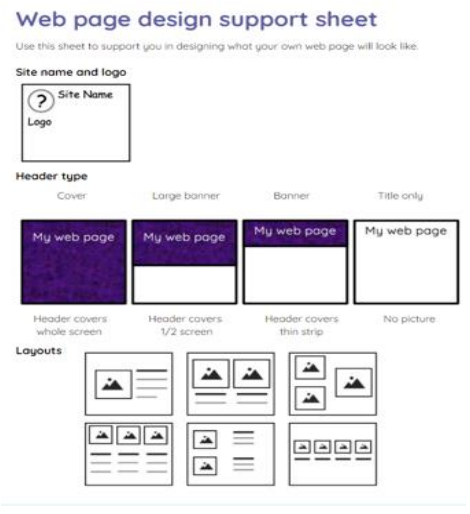 Web page design support sheet
Use this sheet to support you in designing what your own web page will look like.
Site name and logo
? Site Name
Logo
Header type
Cover Large banner Banner Title only
My web page My web page My web page My web page
Header covers Header covers Header covers No picture
whole screen 1/2 screen thin strip
Layouts